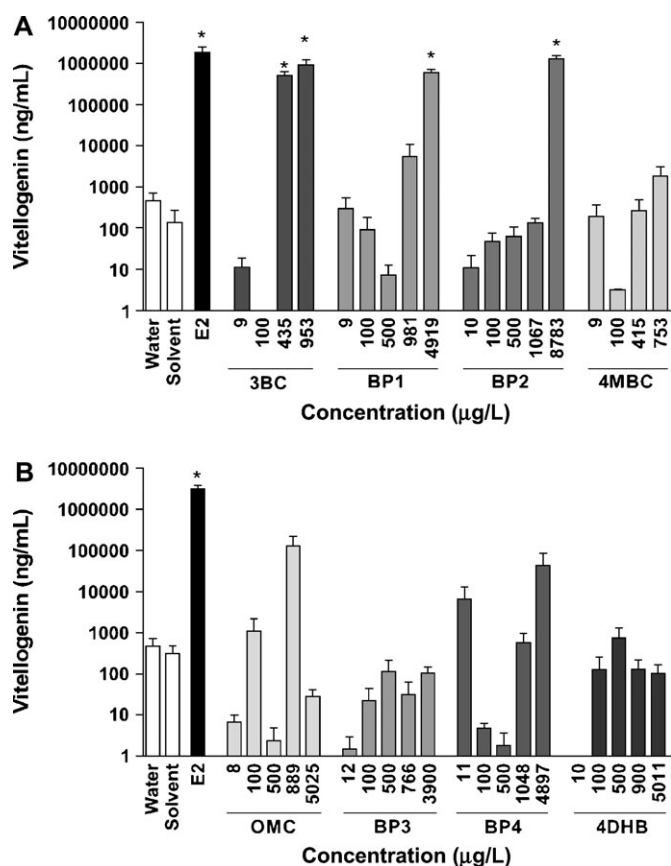 A
Vitellogenin (ng/mL)
10000000
1000000
100000
10000
1000
100
10
1
* * * * *
Water Solvent E2 9 100 435 953 9 100 500 981 4919 10 100 500 1067 8783 9 100 415 753
3BC BP1 BP2 4MBC
Concentration (µg/L)
B
Vitellogenin (ng/mL)
10000000
1000000
100000
10000
1000
100
10
1
*
Water Solvent E2 8 100 500 889 5025 12 100 500 766 3900 11 100 500 1048 4897 10 100 500 900 5011
OMC BP3 BP4 4DHB
Concentration (µg/L)